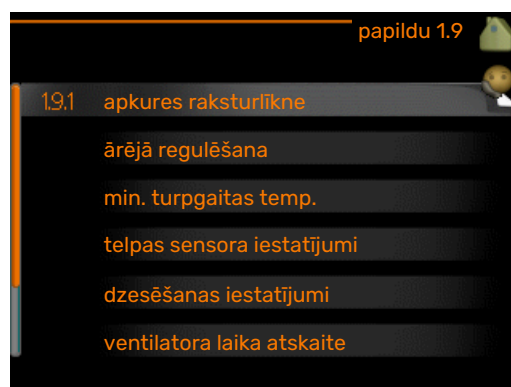 papildu 1.9
1.9.1 apkures raksturlīkne
ārējā regulēšana
min. turpgaitas temp.
telpas sensora iestatījumi
dzesēšanas iestatījumi
ventilatora laika atskaite